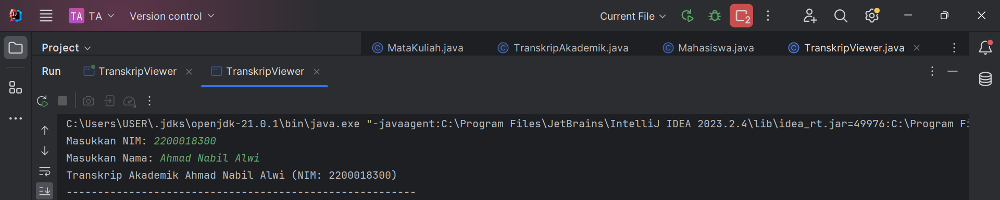 TA TA Version control Current File 2
Project MataKuliah.java TranskripAkademik.java Mahasiswa.java TranskripViewer.java
Run TranskripViewer TranskripViewer
C:\Users\USER\.jdks\openjdk-21.0.1\bin\java.exe "-javaagent:C:\Program Files\JetBrains\IntelliJ IDEA 2023.2.4\lib\idea_rt.jar=49976:C:\Program Fi
Masukkan NIM: 2200018300
Masukkan Nama: Ahmad Nabil Alwi
Transkrip Akademik Ahmad Nabil Alwi (NIM: 2200018300)
--------------------------------------------------------